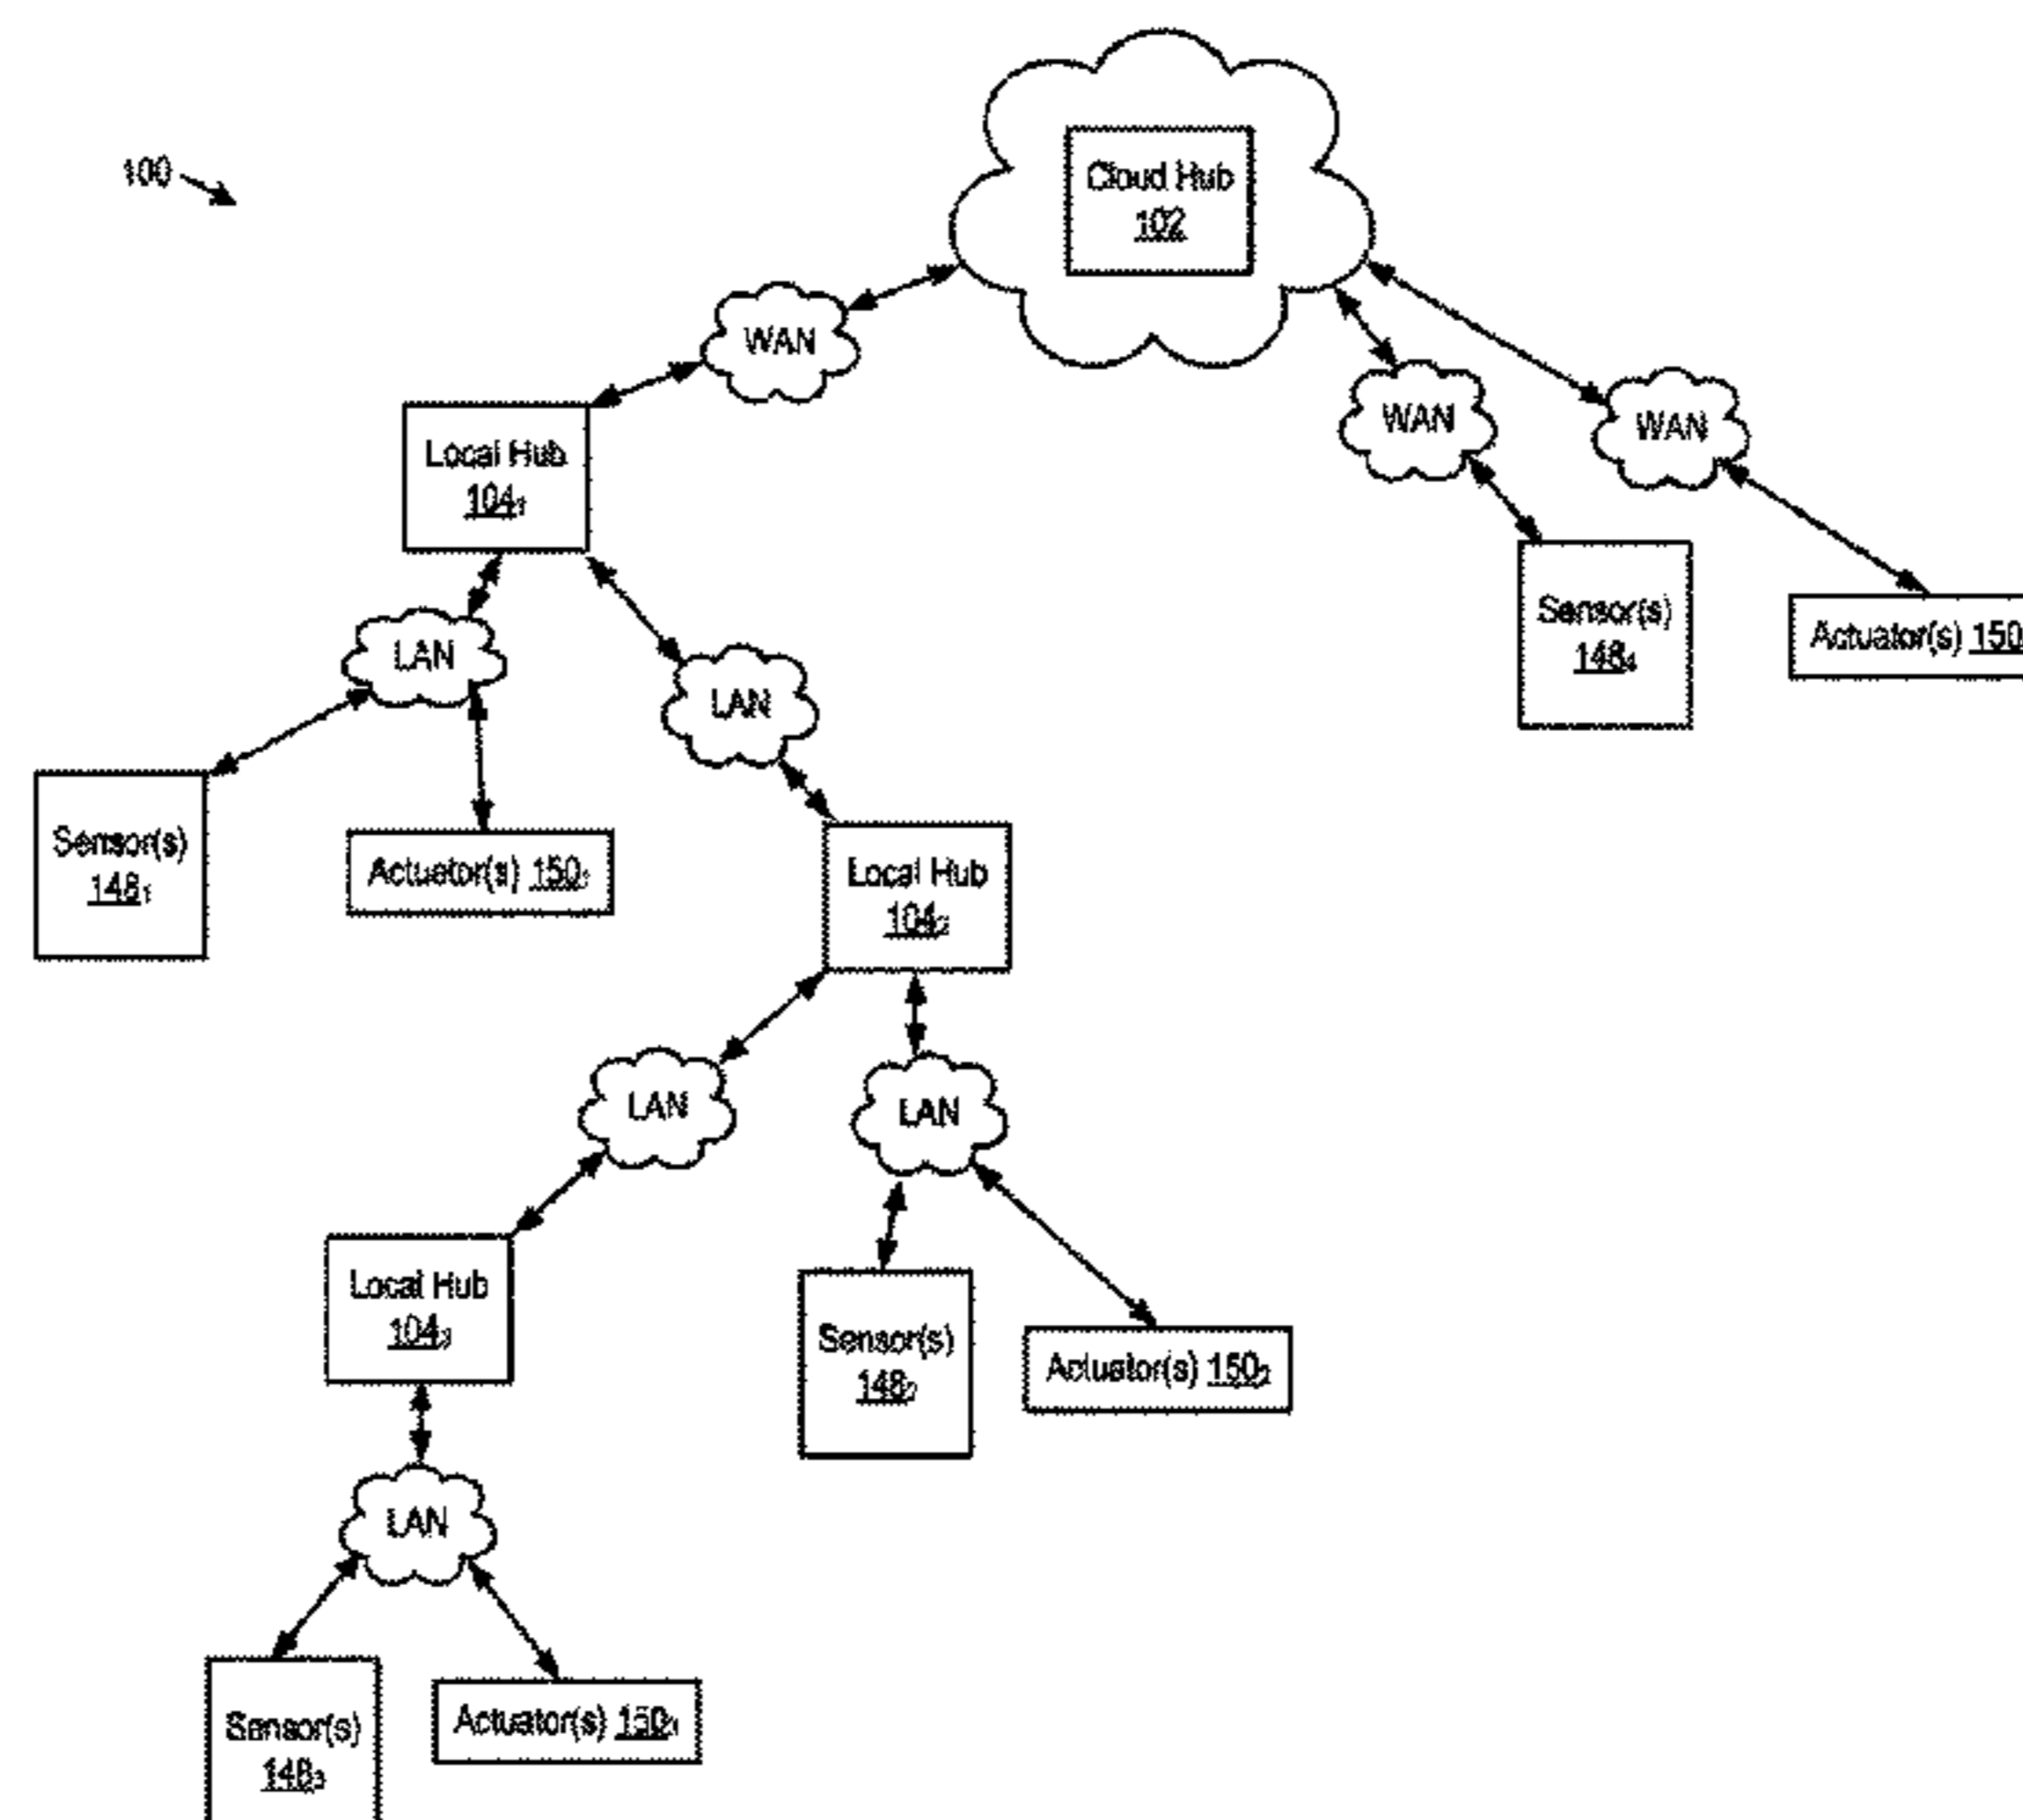 100
Cloud Hub
102
WAN
WAN
WAN
Local Hub
104₁
Sensor(s)
148₄
Actuator(s) 150
LAN
LAN
Sensor(s)
148₁
Actuator(s) 150₁
Local Hub
104₂
LAN
LAN
Local Hub
104₃
Sensor(s)
148₂
Actuator(s) 150₂
LAN
Sensor(s)
148₃
Actuator(s) 150₃